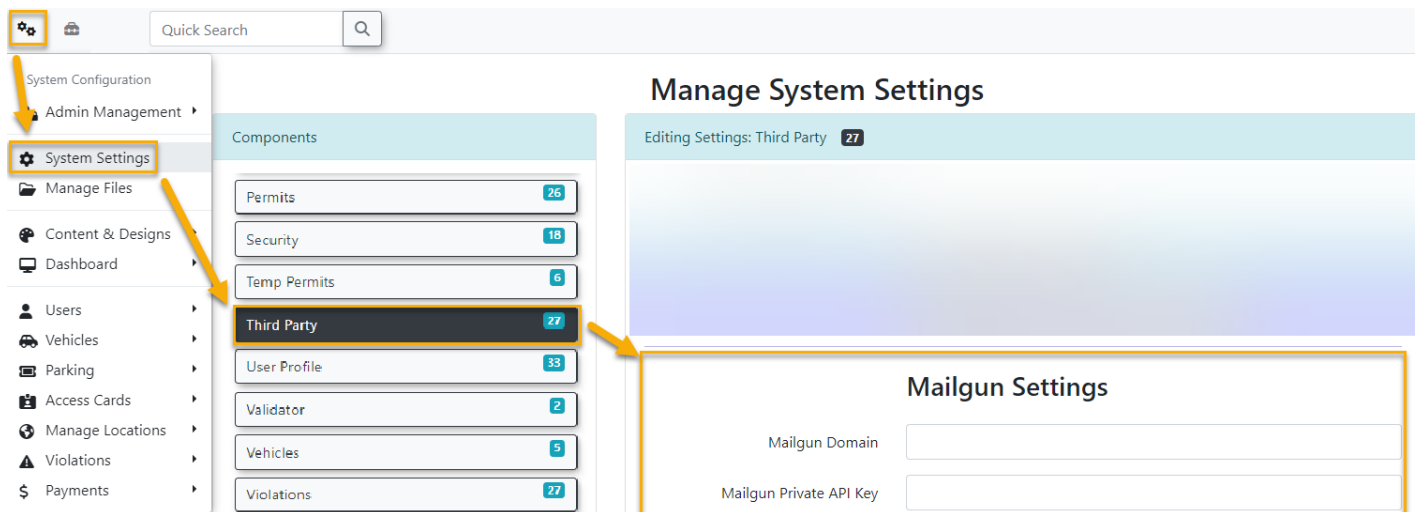 Quick Search
System Configuration
Admin Management
System Settings
Manage Files
Content & Designs
Dashboard
Users
Vehicles
Parking
Access Cards
Manage Locations
Violations
Payments
Manage System Settings
Components
Permits 26
Security 18
Temp Permits 6
Third Party 27
User Profile 33
Validator 2
Vehicles 5
Violations 27
Editing Settings: Third Party 27
Mailgun Settings
Mailgun Domain
Mailgun Private API Key